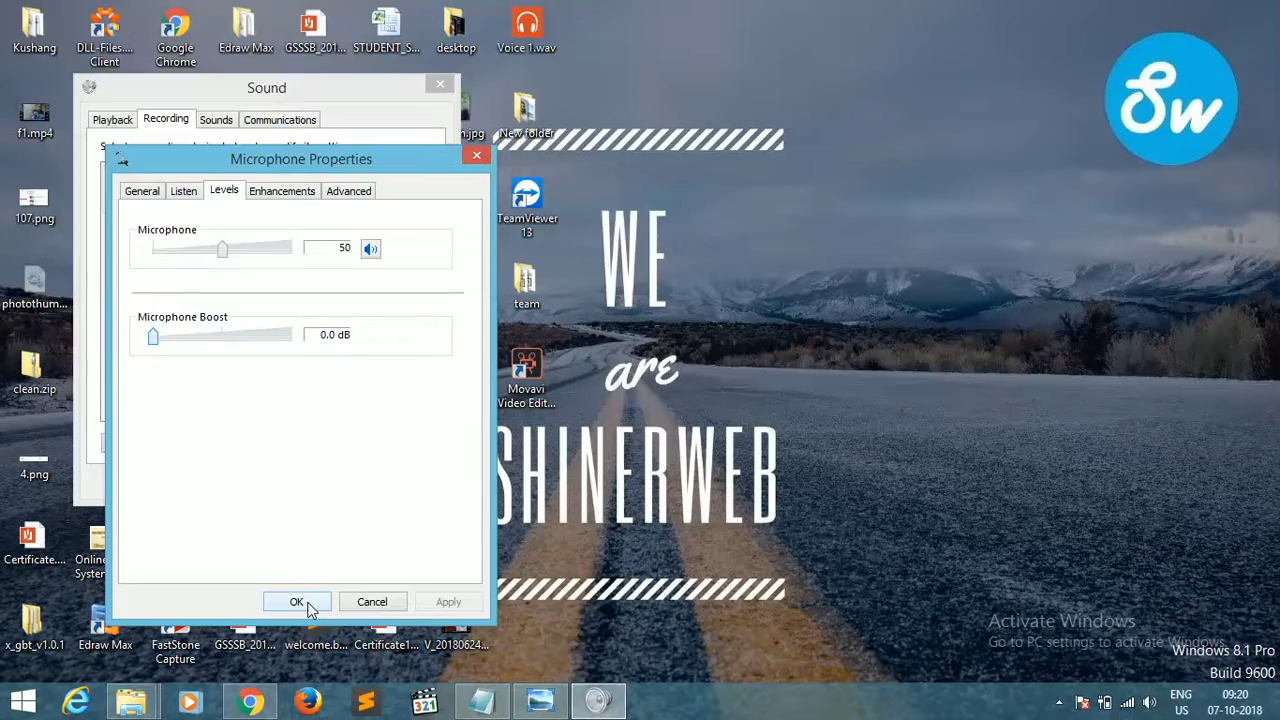 Kushang
DLL-Files....
Client
Google
Chrome
Edraw Max
GSSSB_201...
STUDENT_S...
desktop
Voice 1.wav
Sw
f1.mp4
107.png
photothum...
clean.zip
4.png
Certificate....
Online
System
x_gbt_v1.0.1
Edraw Max
FastStone
Capture
GSSSB_201...
welcome.b...
Certificate1...
V_20180624...
New folder
TeamViewer
13
team
Movavi
Video Edit...
Sound
Playback
Recording
Sounds
Communications
Microphone Properties
General
Listen
Levels
Enhancements
Advanced
Microphone
50
Microphone Boost
0.0 dB
OK
Cancel
Apply
WE
are
SHINERWEB
Activate Windows
Go to PC settings to activate Windows.
Windows 8.1 Pro
Build 9600
321
ENG
US
09:20
07-10-2018